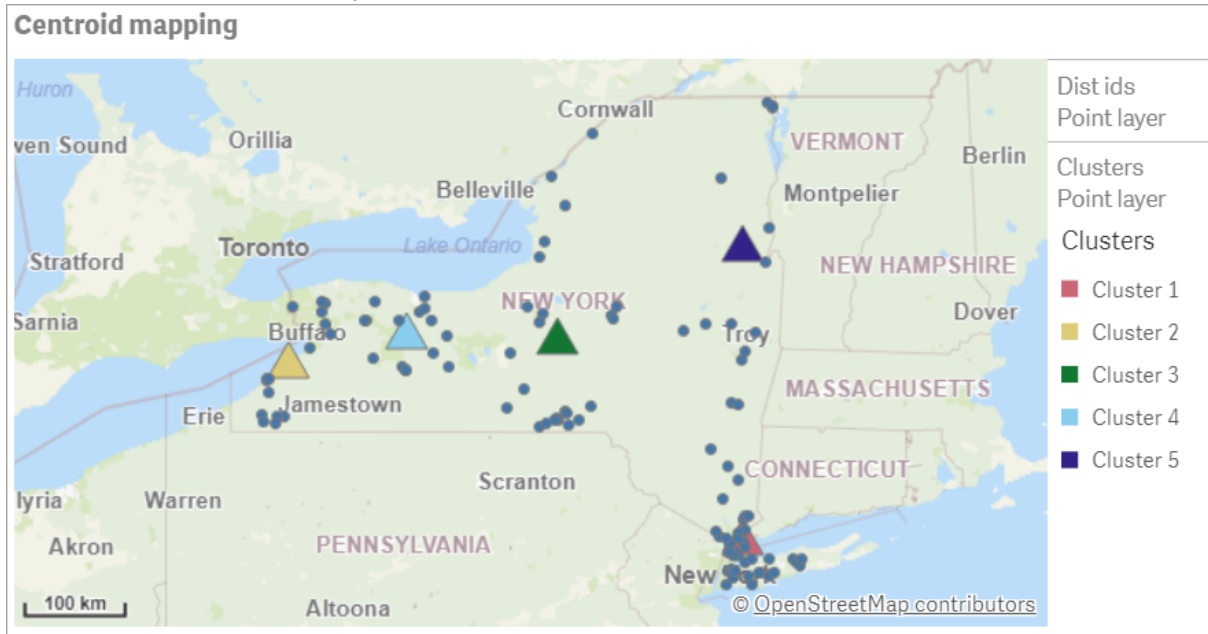 Centroid mapping
Huron
Cornwall
Orillia
ven Sound
VERMONT
Berlin
Belleville
Montpelier
Toronto
Lake Ontario
Stratford
NEW HAMPSHIRE
NEW YORK
Sarnia
Buffalo
Dover
Troy
MASSACHUSETTS
Jamestown
Erie
CONNECTICUT
Scranton
lyria
Warren
Akron
PENNSYLVANIA
New York
100 km
Altoona
© OpenStreetMap contributors
Dist ids
Point layer
Clusters
Point layer
Clusters
Cluster 1
Cluster 2
Cluster 3
Cluster 4
Cluster 5